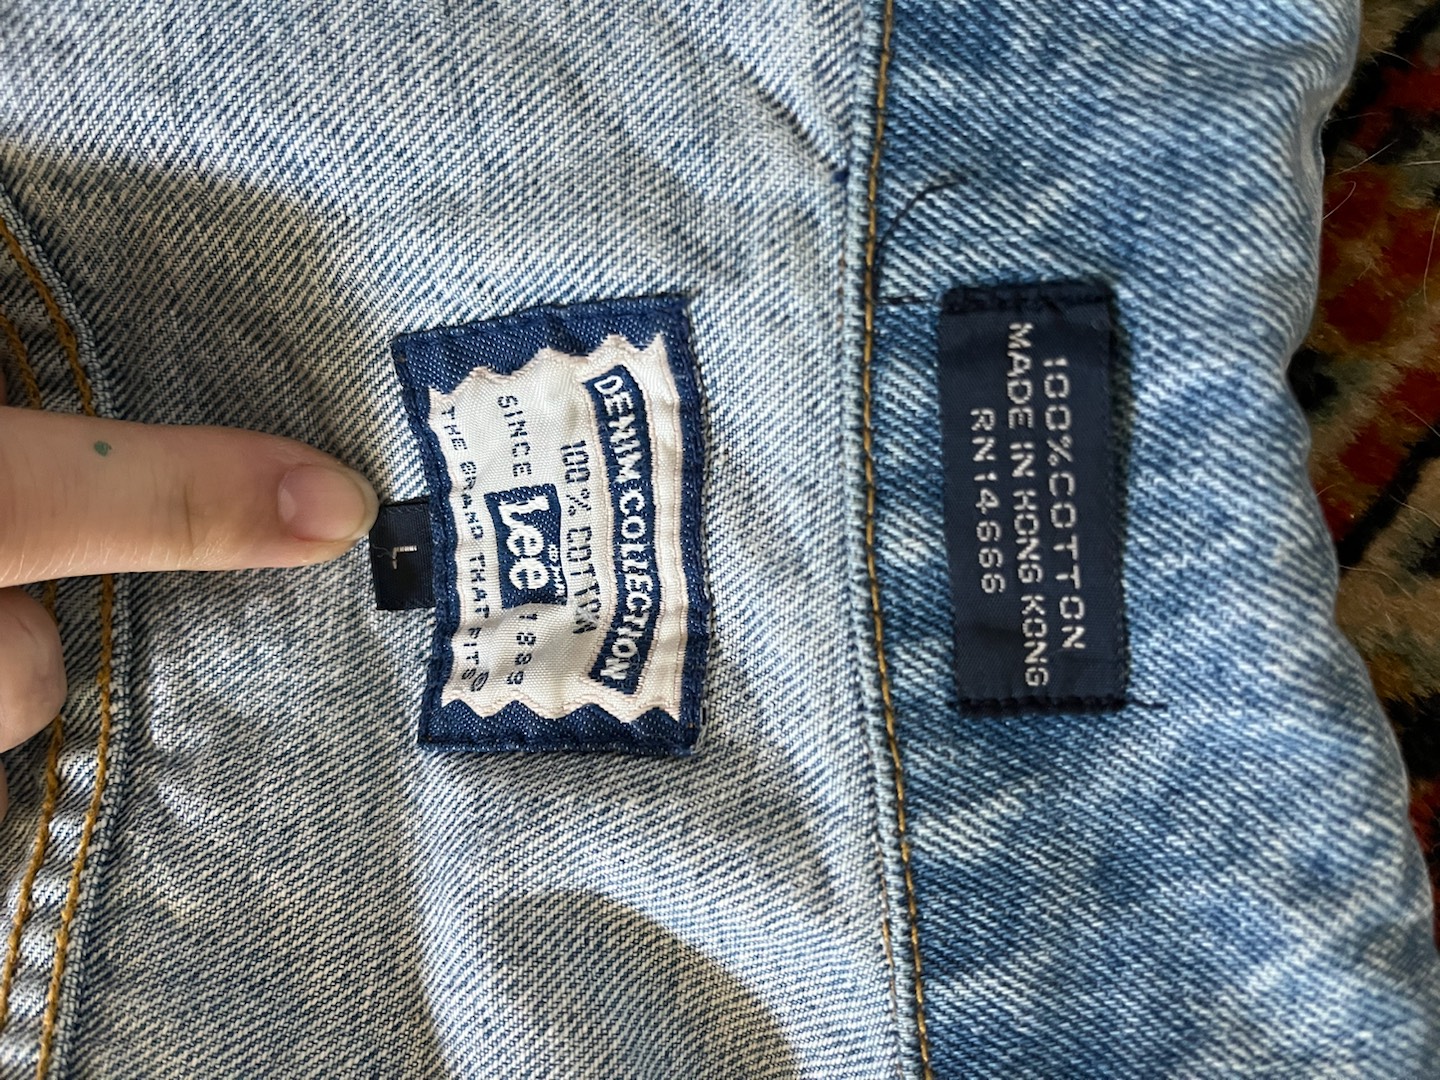 DENIM COLLECTION
100% COTTON
SINCE Lee ® 1889
THE BRAND THAT FITS®
L
100% COTTON
MADE IN HONG KONG
RN14666